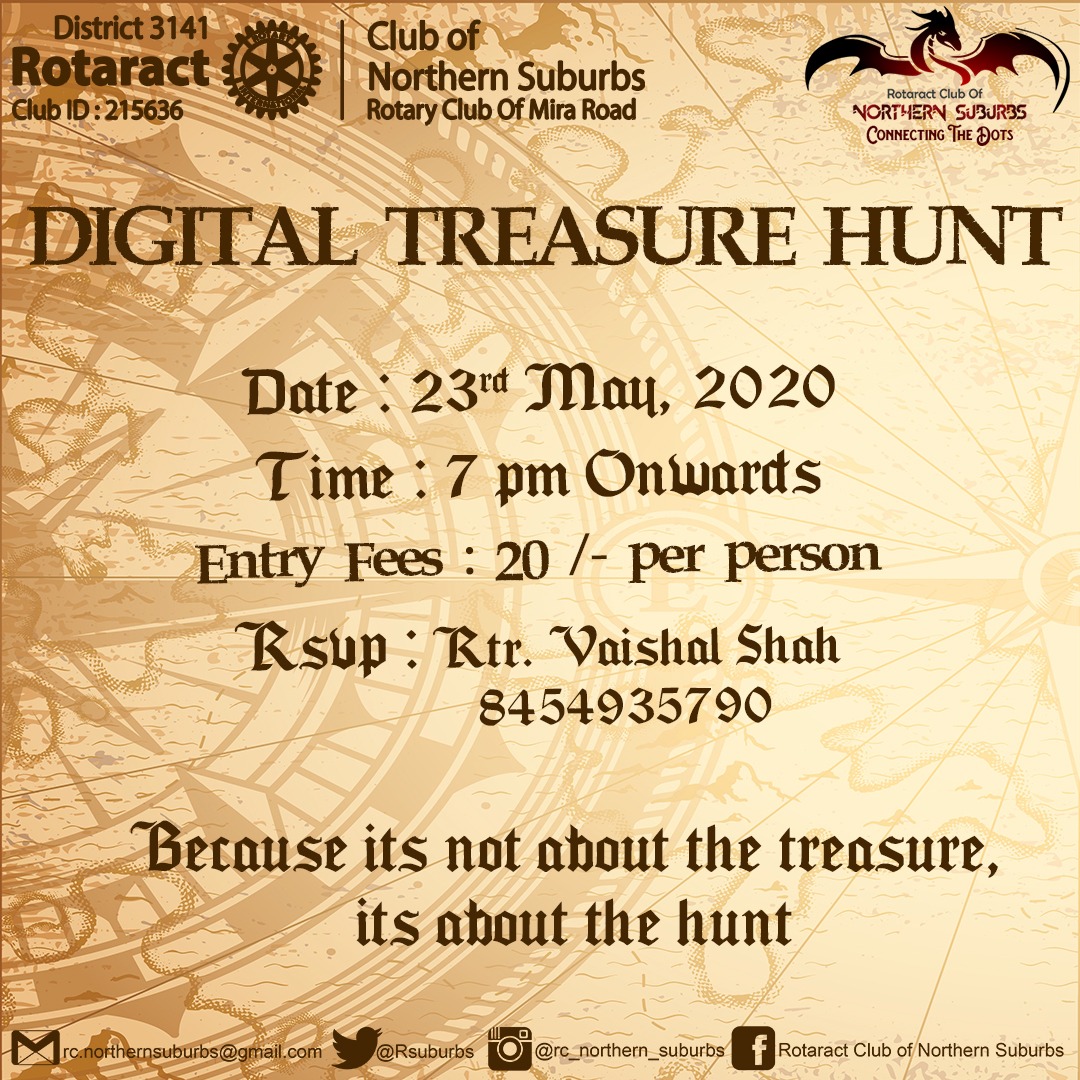 District 3141
Rotaract
Club ID : 215636
Club of
Northern Suburbs
Rotary Club Of Mira Road
Rotaract Club Of
NORTHERN SUBURBS
CONNECTING THE DOTS
DIGITAL TREASURE HUNT
Date : 23rd May, 2020
Time : 7 pm Onwards
Entry Fees : 20 /- per person
Rsvp : Rtr. Vaishal Shah
8454935790
Because its not about the treasure,
its about the hunt
rc.northernsuburbs@gmail.com @Rsuburbs @rc_northern_suburbs Rotaract Club of Northern Suburbs